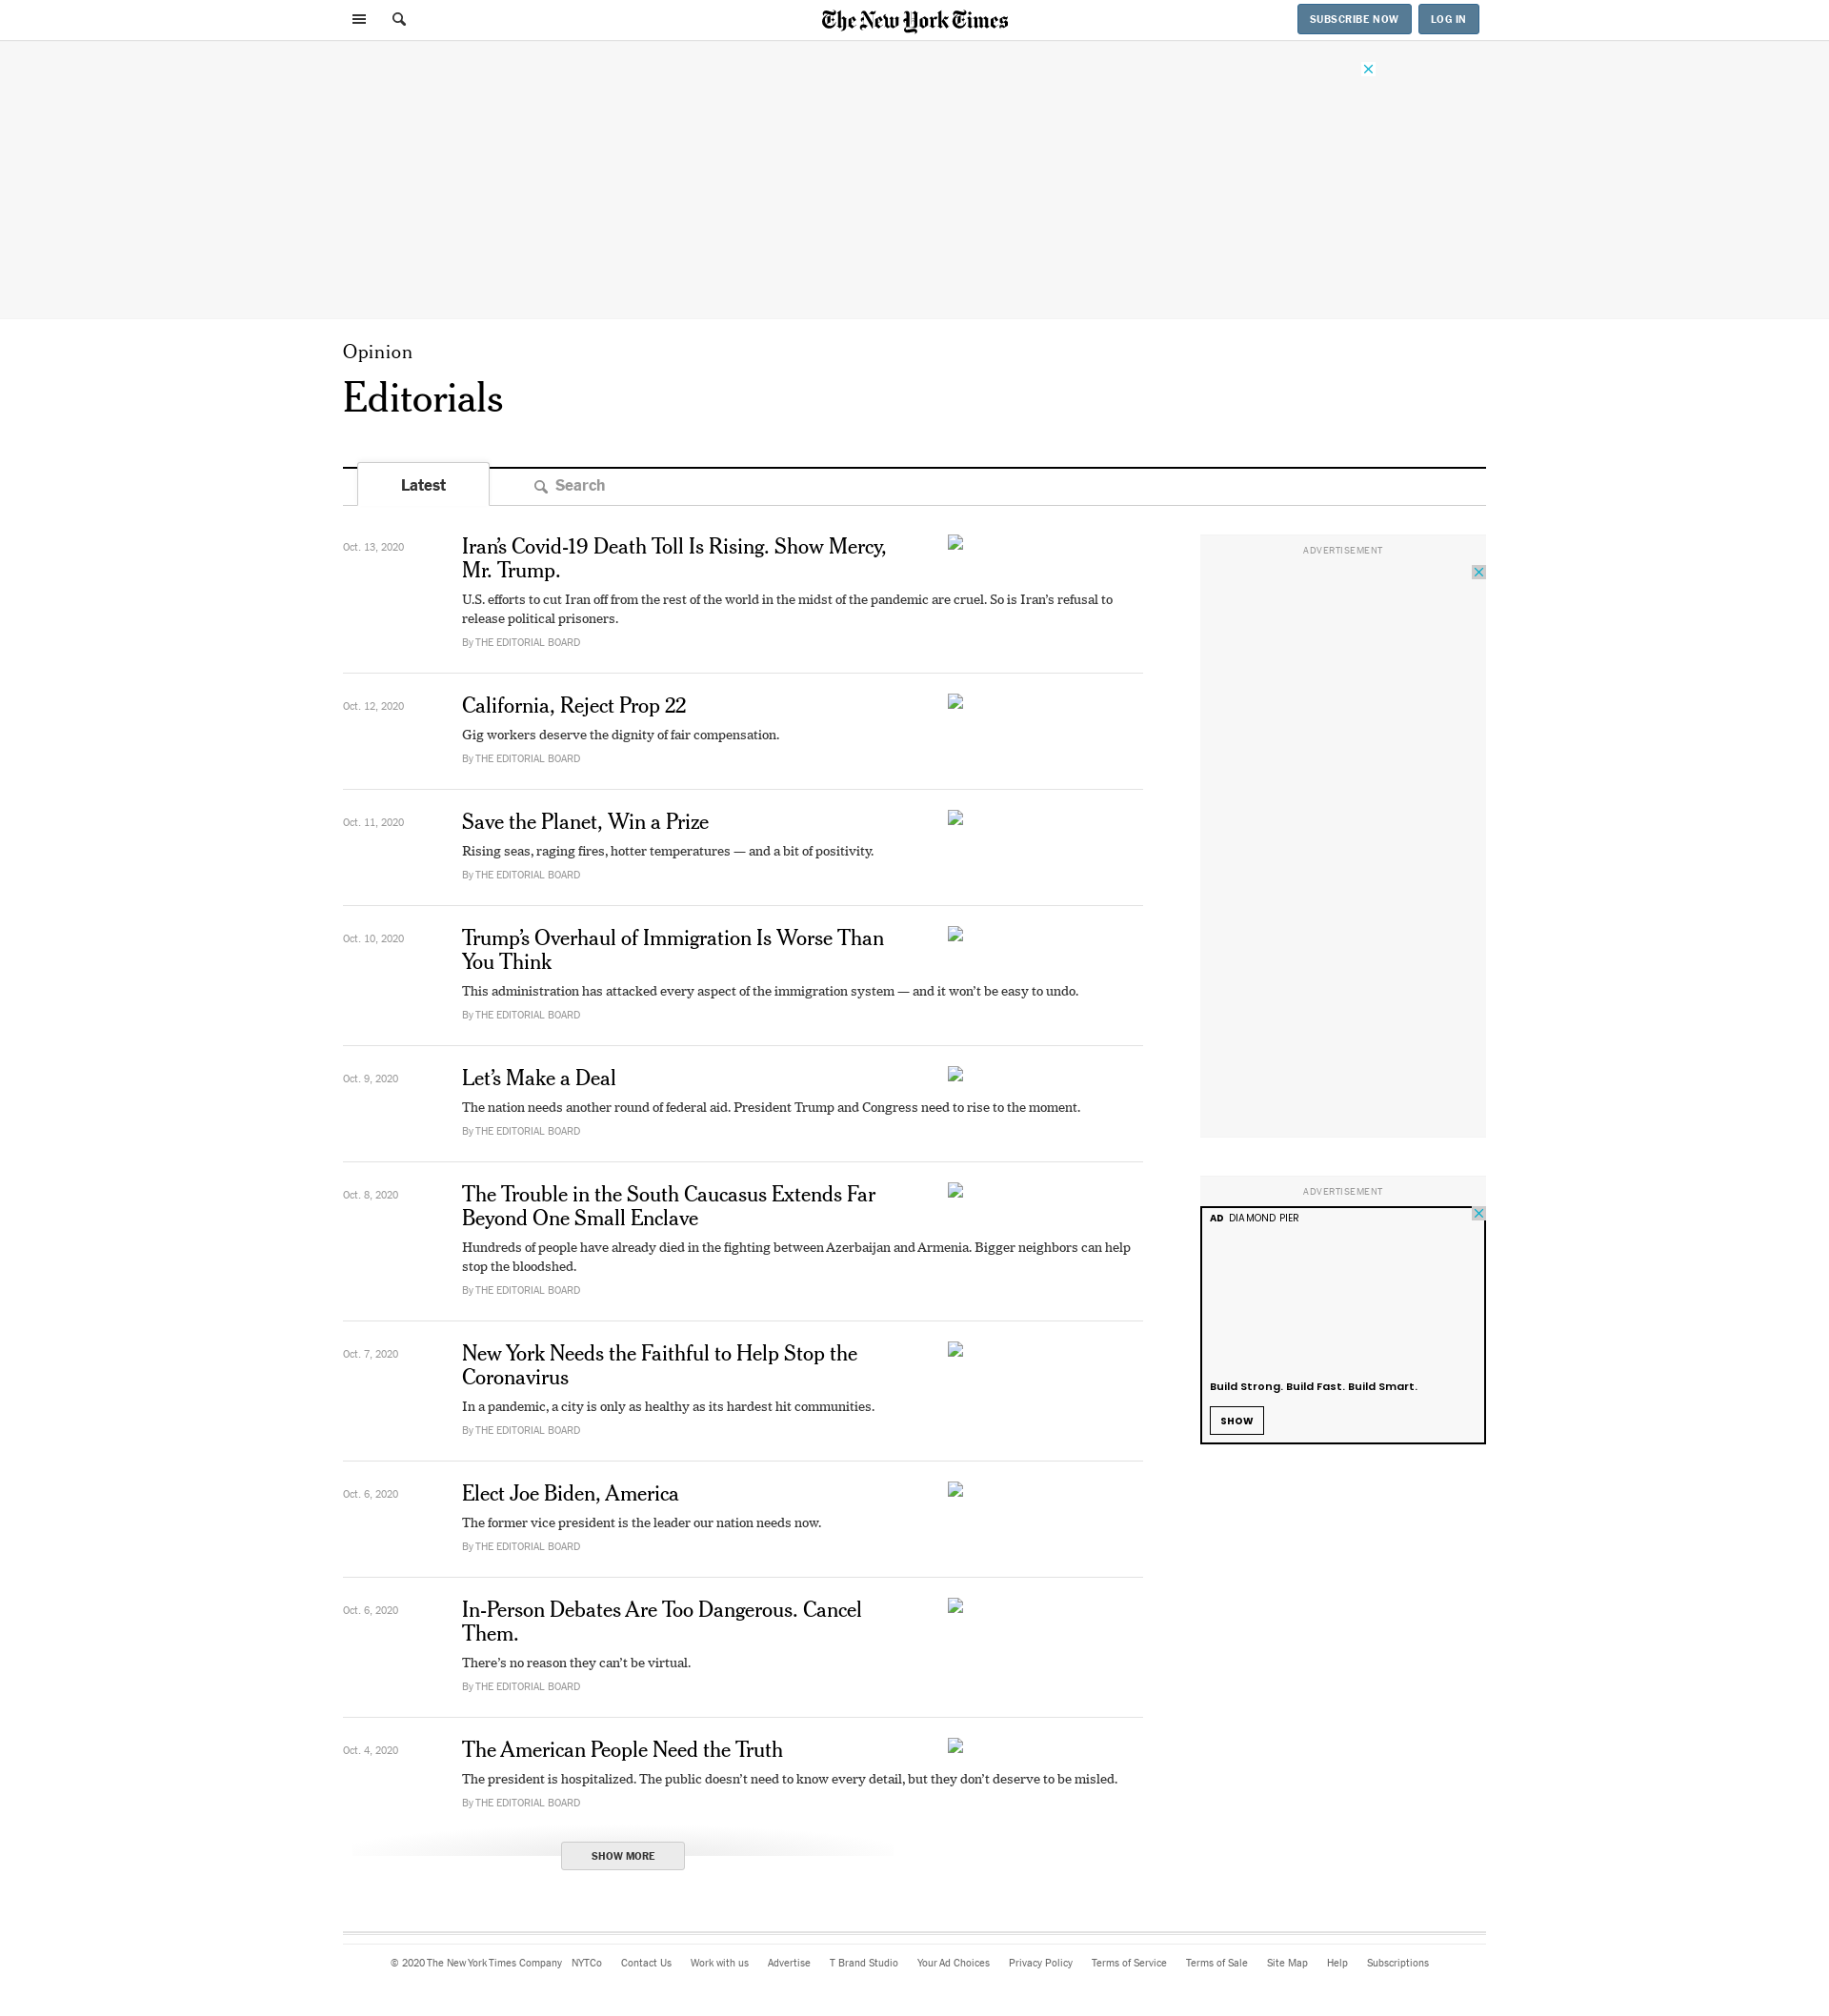 The New York Times
SUBSCRIBE NOW
LOG IN
Opinion
Editorials
Latest
Search
Oct. 13, 2020
Iran’s Covid-19 Death Toll Is Rising. Show Mercy,
Mr. Trump.
U.S. efforts to cut Iran off from the rest of the world in the midst of the pandemic are cruel. So is Iran’s refusal to
release political prisoners.
By THE EDITORIAL BOARD
Oct. 12, 2020
California, Reject Prop 22
Gig workers deserve the dignity of fair compensation.
By THE EDITORIAL BOARD
Oct. 11, 2020
Save the Planet, Win a Prize
Rising seas, raging fires, hotter temperatures — and a bit of positivity.
By THE EDITORIAL BOARD
Oct. 10, 2020
Trump’s Overhaul of Immigration Is Worse Than
You Think
This administration has attacked every aspect of the immigration system — and it won’t be easy to undo.
By THE EDITORIAL BOARD
Oct. 9, 2020
Let’s Make a Deal
The nation needs another round of federal aid. President Trump and Congress need to rise to the moment.
By THE EDITORIAL BOARD
Oct. 8, 2020
The Trouble in the South Caucasus Extends Far
Beyond One Small Enclave
Hundreds of people have already died in the fighting between Azerbaijan and Armenia. Bigger neighbors can help
stop the bloodshed.
By THE EDITORIAL BOARD
Oct. 7, 2020
New York Needs the Faithful to Help Stop the
Coronavirus
In a pandemic, a city is only as healthy as its hardest hit communities.
By THE EDITORIAL BOARD
Oct. 6, 2020
Elect Joe Biden, America
The former vice president is the leader our nation needs now.
By THE EDITORIAL BOARD
Oct. 6, 2020
In-Person Debates Are Too Dangerous. Cancel
Them.
There’s no reason they can’t be virtual.
By THE EDITORIAL BOARD
Oct. 4, 2020
The American People Need the Truth
The president is hospitalized. The public doesn’t need to know every detail, but they don’t deserve to be misled.
By THE EDITORIAL BOARD
SHOW MORE
ADVERTISEMENT
ADVERTISEMENT
AD DIAMOND PIER
Build Strong. Build Fast. Build Smart.
SHOW
© 2020 The New York Times Company NYTCo Contact Us Work with us Advertise T Brand Studio Your Ad Choices Privacy Policy Terms of Service Terms of Sale Site Map Help Subscriptions